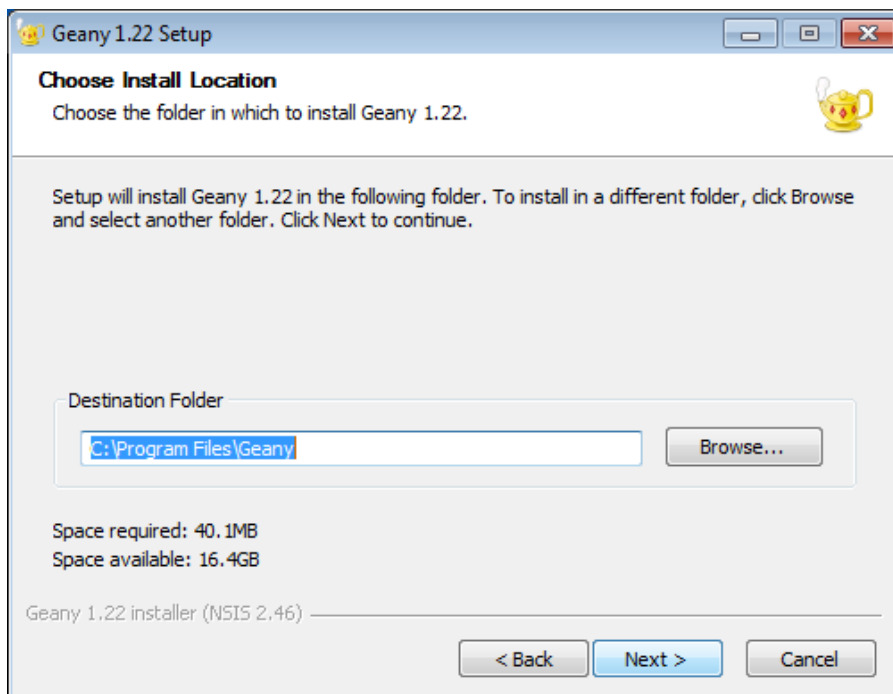 Geany 1.22 Setup
Choose Install Location
Choose the folder in which to install Geany 1.22.
Setup will install Geany 1.22 in the following folder. To install in a different folder, click Browse
and select another folder. Click Next to continue.
Destination Folder
C:\Program Files\Geany
Browse...
Space required: 40.1MB
Space available: 16.4GB
Geany 1.22 installer (NSIS 2.46)
< Back
Next >
Cancel